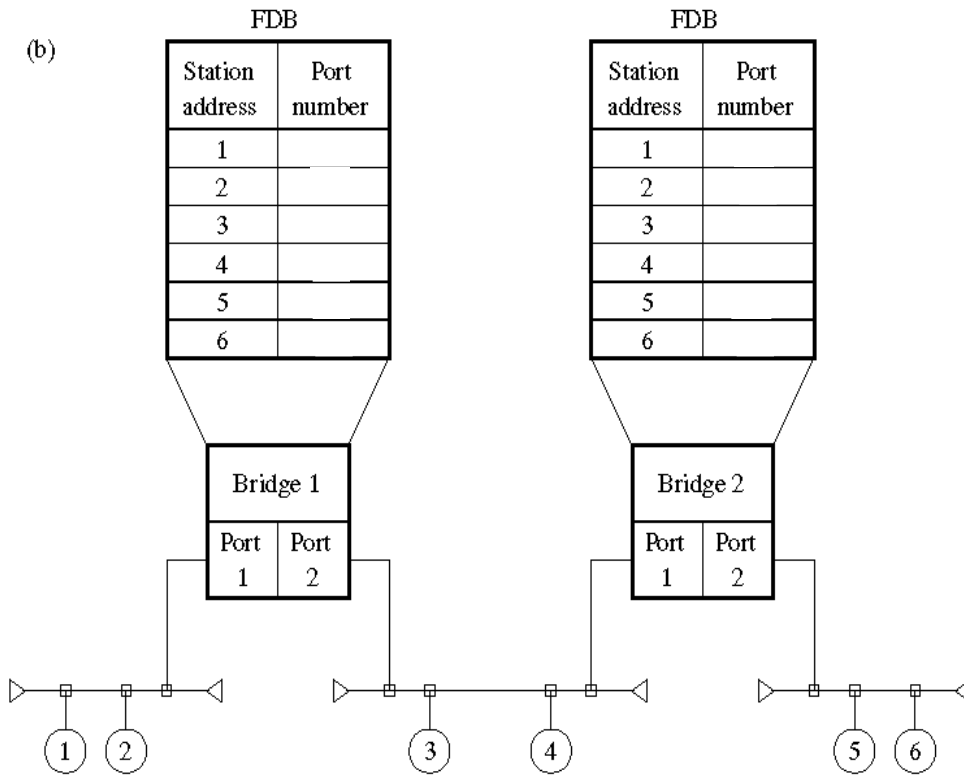 (b)
FDB
Station
address
Port
number
1
2
3
4
5
6
Bridge 1
Port
1
Port
2
FDB
Station
address
Port
number
1
2
3
4
5
6
Bridge 2
Port
1
Port
2
1
2
3
4
5
6